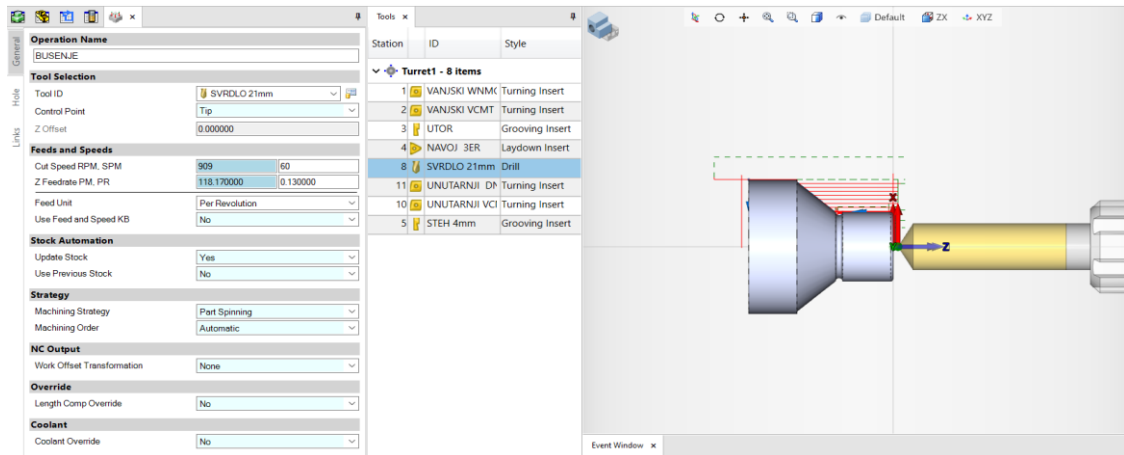 General
Hole
Links
Operation Name
BUSENJE
Tool Selection
Tool ID SVRDLO 21mm
Control Point Tip
Z Offset 0.000000
Feeds and Speeds
Cut Speed RPM, SPM 909 60
Z Feedrate PM, PR 118.170000 0.130000
Feed Unit Per Revolution
Use Feed and Speed KB No
Stock Automation
Update Stock Yes
Use Previous Stock No
Strategy
Machining Strategy Part Spinning
Machining Order Automatic
NC Output
Work Offset Transformation None
Override
Length Comp Override No
Coolant
Coolant Override No
Tools
Station ID Style
Turret1 - 8 items
1 VANJSKI WNMC Turning Insert
2 VANJSKI VCMT Turning Insert
3 UTOR Grooving Insert
4 NAVOJ 3ER Laydown Insert
8 SVRDLO 21mm Drill
11 UNUTARNJI DN Turning Insert
10 UNUTARNJI VCI Turning Insert
5 STEH 4mm Grooving Insert
Default ZX XYZ
X
Z
Event Window